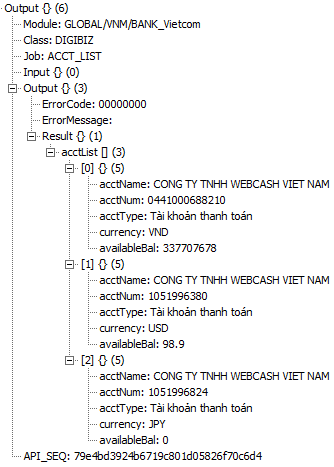 Output {} (6)
Module: GLOBAL/VNM/BANK_Vietcom
Class: DIGIBIZ
Job: ACCT_LIST
Input {} (0)
Output {} (3)
ErrorCode: 00000000
ErrorMessage:
Result {} (1)
acctList [] (3)
[0] {} (5)
acctName: CONG TY TNHH WEBCASH VIET NAM
acctNum: 0441000688210
acctType: Tài khoản thanh toán
currency: VND
availableBal: 337707678
[1] {} (5)
acctName: CONG TY TNHH WEBCASH VIET NAM
acctNum: 1051996380
acctType: Tài khoản thanh toán
currency: USD
availableBal: 98.9
[2] {} (5)
acctName: CONG TY TNHH WEBCASH VIET NAM
acctNum: 1051996824
acctType: Tài khoản thanh toán
currency: JPY
availableBal: 0
API_SEQ: 79e4bd3924b6719c801d05826f70c6d4